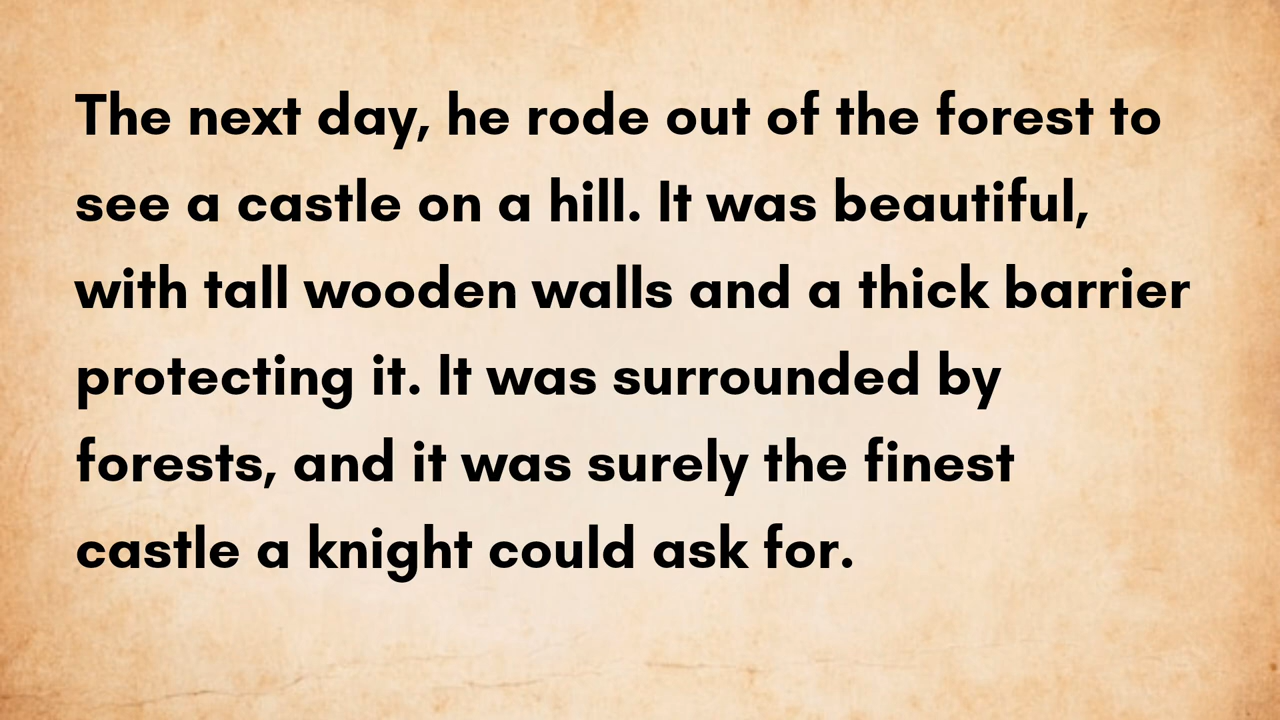 The next day, he rode out of the forest to
see a castle on a hill. It was beautiful,
with tall wooden walls and a thick barrier
protecting it. It was surrounded by
forests, and it was surely the finest
castle a knight could ask for.